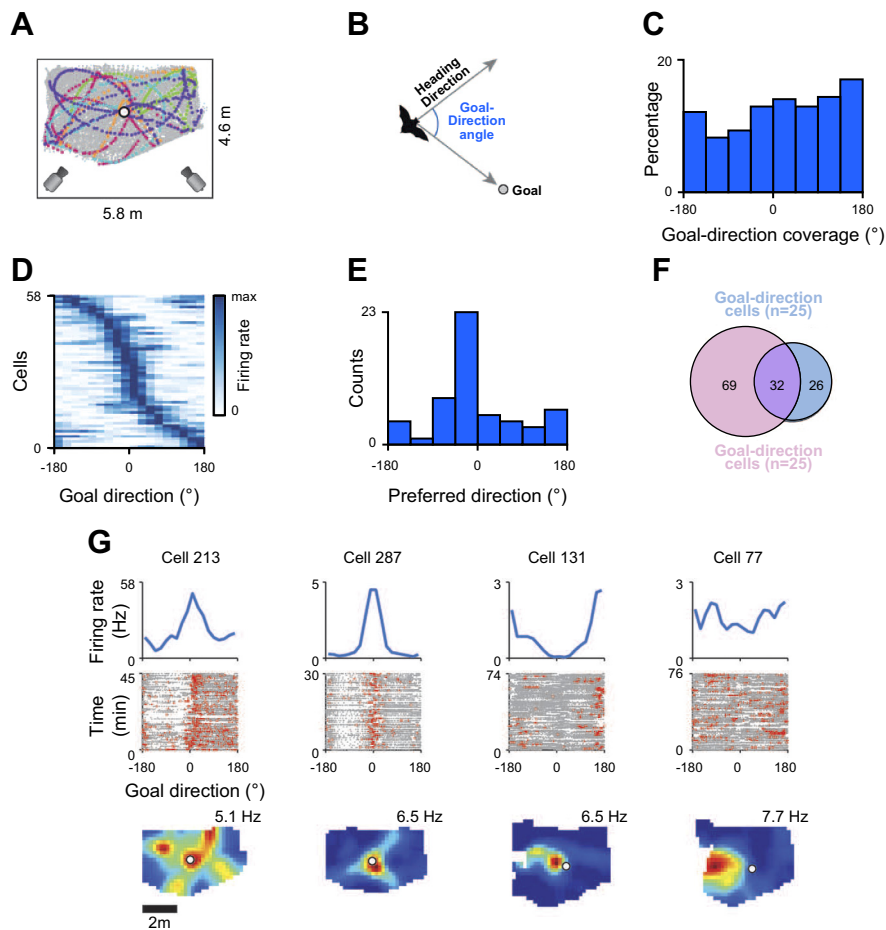 A
4.6 m
5.8 m
B
Heading
Direction
Goal-
Direction
angle
Goal
C
20
Percentage
0
-180 0 180
Goal-direction coverage (°)
D
58
Cells
0
-180 0 180
Goal direction (°)
max
Firing rate
0
E
23
Counts
0
-180 0 180
Preferred direction (°)
F
Goal-direction
cells (n=25)
69 32 26
Goal-direction
cells (n=25)
G
Cell 213 Cell 287 Cell 131 Cell 77
Firing rate
(Hz)
58 5 3 3
0 0 0 0
Time
(min)
45 30 74 76
0 0 0 0
-180 0 180 -180 0 180 -180 0 180 -180 0 180
Goal direction (°)
5.1 Hz 6.5 Hz 6.5 Hz 7.7 Hz
2m